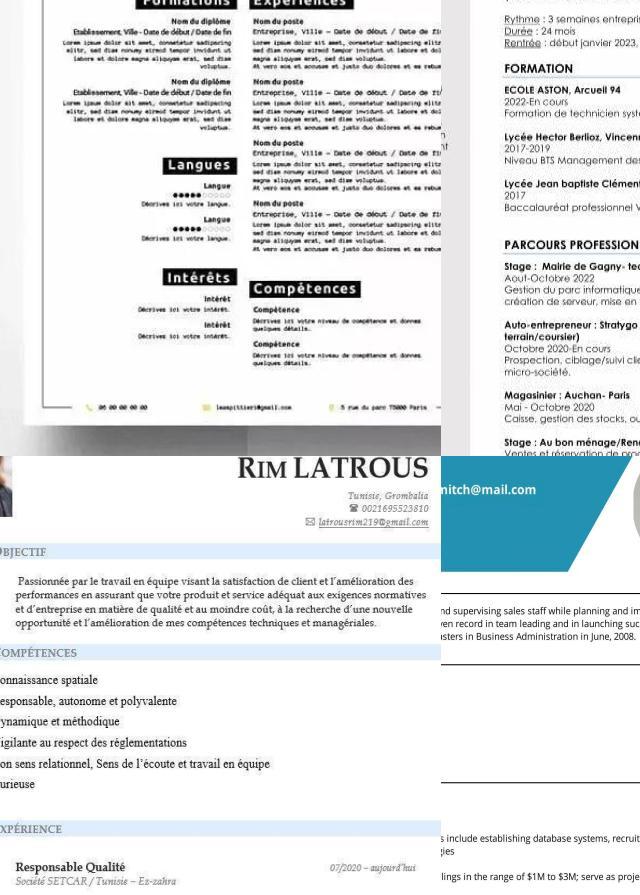 Formations
Nom du diplôme
Etablissement, Ville - Date de début / Date de fin
Lorem ipsum dolor sit amet, consetetur sadipscing
elitr, sed diam nonumy eirmod tempor invidunt ut
labore et dolore magna aliquyam erat, sed diam
voluptua.
Nom du diplôme
Etablissement, Ville - Date de début / Date de fin
Lorem ipsum dolor sit amet, consetetur sadipscing
elitr, sed diam nonumy eirmod tempor invidunt ut
labore et dolore magna aliquyam erat, sed diam
voluptua.
Langues
Langue
Décrivez ici votre langue.
Langue
Décrivez ici votre langue.
Intérêts
Intérêt
Décrivez ici votre intérêt.
Intérêt
Décrivez ici votre intérêt.
Expériences
Nom du poste
Entreprise, Ville – Date de début / Date de fi
Lorem ipsum dolor sit amet, consetetur sadipscing elitr
sed diam nonumy eirmod tempor invidunt ut labore et dol
magna aliquyam erat, sed diam voluptua.
At vero eos et accusam et justo duo dolores et ea rebum
Nom du poste
Entreprise, Ville – Date de début / Date de fi
Lorem ipsum dolor sit amet, consetetur sadipscing elitr
sed diam nonumy eirmod tempor invidunt ut labore et dol
magna aliquyam erat, sed diam voluptua.
At vero eos et accusam et justo duo dolores et ea rebum
Nom du poste
Entreprise, Ville – Date de début / Date de fi
Lorem ipsum dolor sit amet, consetetur sadipscing elitr
sed diam nonumy eirmod tempor invidunt ut labore et dol
magna aliquyam erat, sed diam voluptua.
At vero eos et accusam et justo duo dolores et ea rebum
Nom du poste
Entreprise, Ville – Date de début / Date de fi
Lorem ipsum dolor sit amet, consetetur sadipscing elitr
sed diam nonumy eirmod tempor invidunt ut labore et dol
magna aliquyam erat, sed diam voluptua.
At vero eos et accusam et justo duo dolores et ea rebum
Compétences
Compétence
Décrivez ici votre niveau de compétence et donnez
quelques détails.
Compétence
Décrivez ici votre niveau de compétence et donnez
quelques détails.
06 00 00 00 00
5 rue du parc 75000 Paris
Rythme : 3 semaines entrepris
Durée : 24 mois
Rentrée : début janvier 2023,
FORMATION
ECOLE ASTON, Arcueil 94
2022-En cours
Formation de technicien systè
Lycée Hector Berlioz, Vincenn
2017-2019
Niveau BTS Management des
Lycée Jean baptiste Clément
2017
Baccalauréat professionnel V
PARCOURS PROFESSION
Stage : Mairie de Gagny- tec
Aout-Octobre 2022
Gestion du parc informatique
création de serveur, mise en
Auto-entrepreneur : Stratygo
terrain/coursier)
Octobre 2020-En cours
Prospection, ciblage/suivi clie
micro-société.
Magasinier : Auchan- Paris
Mai - Octobre 2020
Caisse, gestion des stocks, ou
Stage : Au bon ménage/Ren
Ventes et réservation de prod
RIM LATROUS
Tunisie, Grombalia
0021695523810
latrousrim219@gmail.com
OBJECTIF
Passionnée par le travail en équipe visant la satisfaction de client et l'amélioration des
performances en assurant que votre produit et service adéquat aux exigences normatives
et d'entreprise en matière de qualité et au moindre coût, à la recherche d'une nouvelle
opportunité et l'amélioration de mes compétences techniques et managériales.
OMPÉTENCES
onnaissance spatiale
esponsable, autonome et polyvalente
ynamique et méthodique
igilante au respect des réglementations
on sens relationnel, Sens de l'écoute et travail en équipe
urieuse
XPÉRIENCE
Responsable Qualité 07/2020 – aujourd'hui
Société SETCAR / Tunisie – Ez-zahra
mitch@mail.com
nd supervising sales staff while planning and im
ven record in team leading and in launching suc
asters in Business Administration in June, 2008.
s include establishing database systems, recruit
gies
lings in the range of $1M to $3M; serve as proje